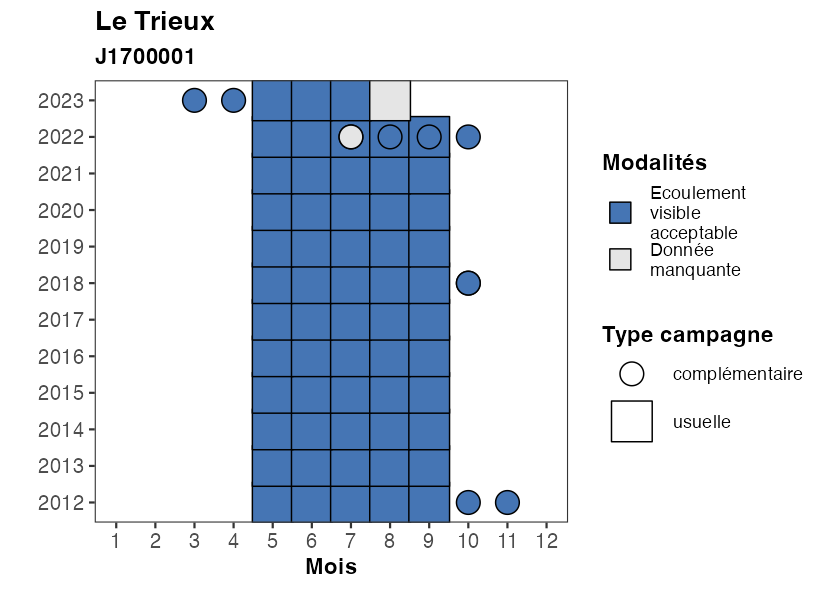 Le Trieux
J1700001
2023
2022
2021
2020
2019
2018
2017
2016
2015
2014
2013
2012
1 2 3 4 5 6 7 8 9 10 11 12
Mois
Modalités
Ecoulement
visible
acceptable
Donnée
manquante
Type campagne
complémentaire
usuelle